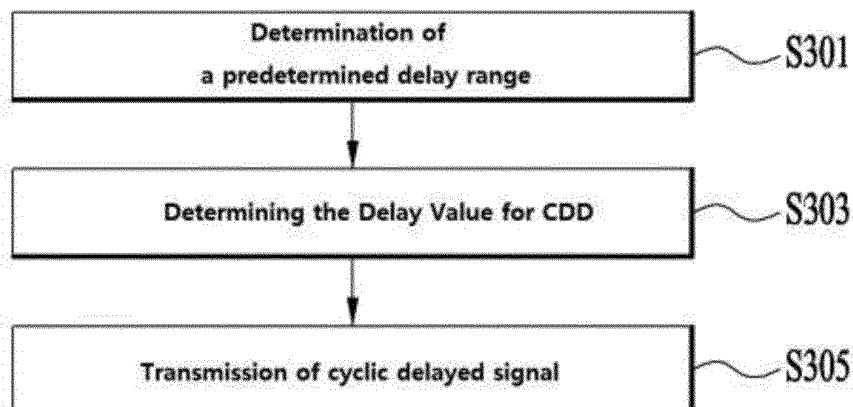 Determination of
a predetermined delay range
S301
Determining the Delay Value for CDD
S303
Transmission of cyclic delayed signal
S305